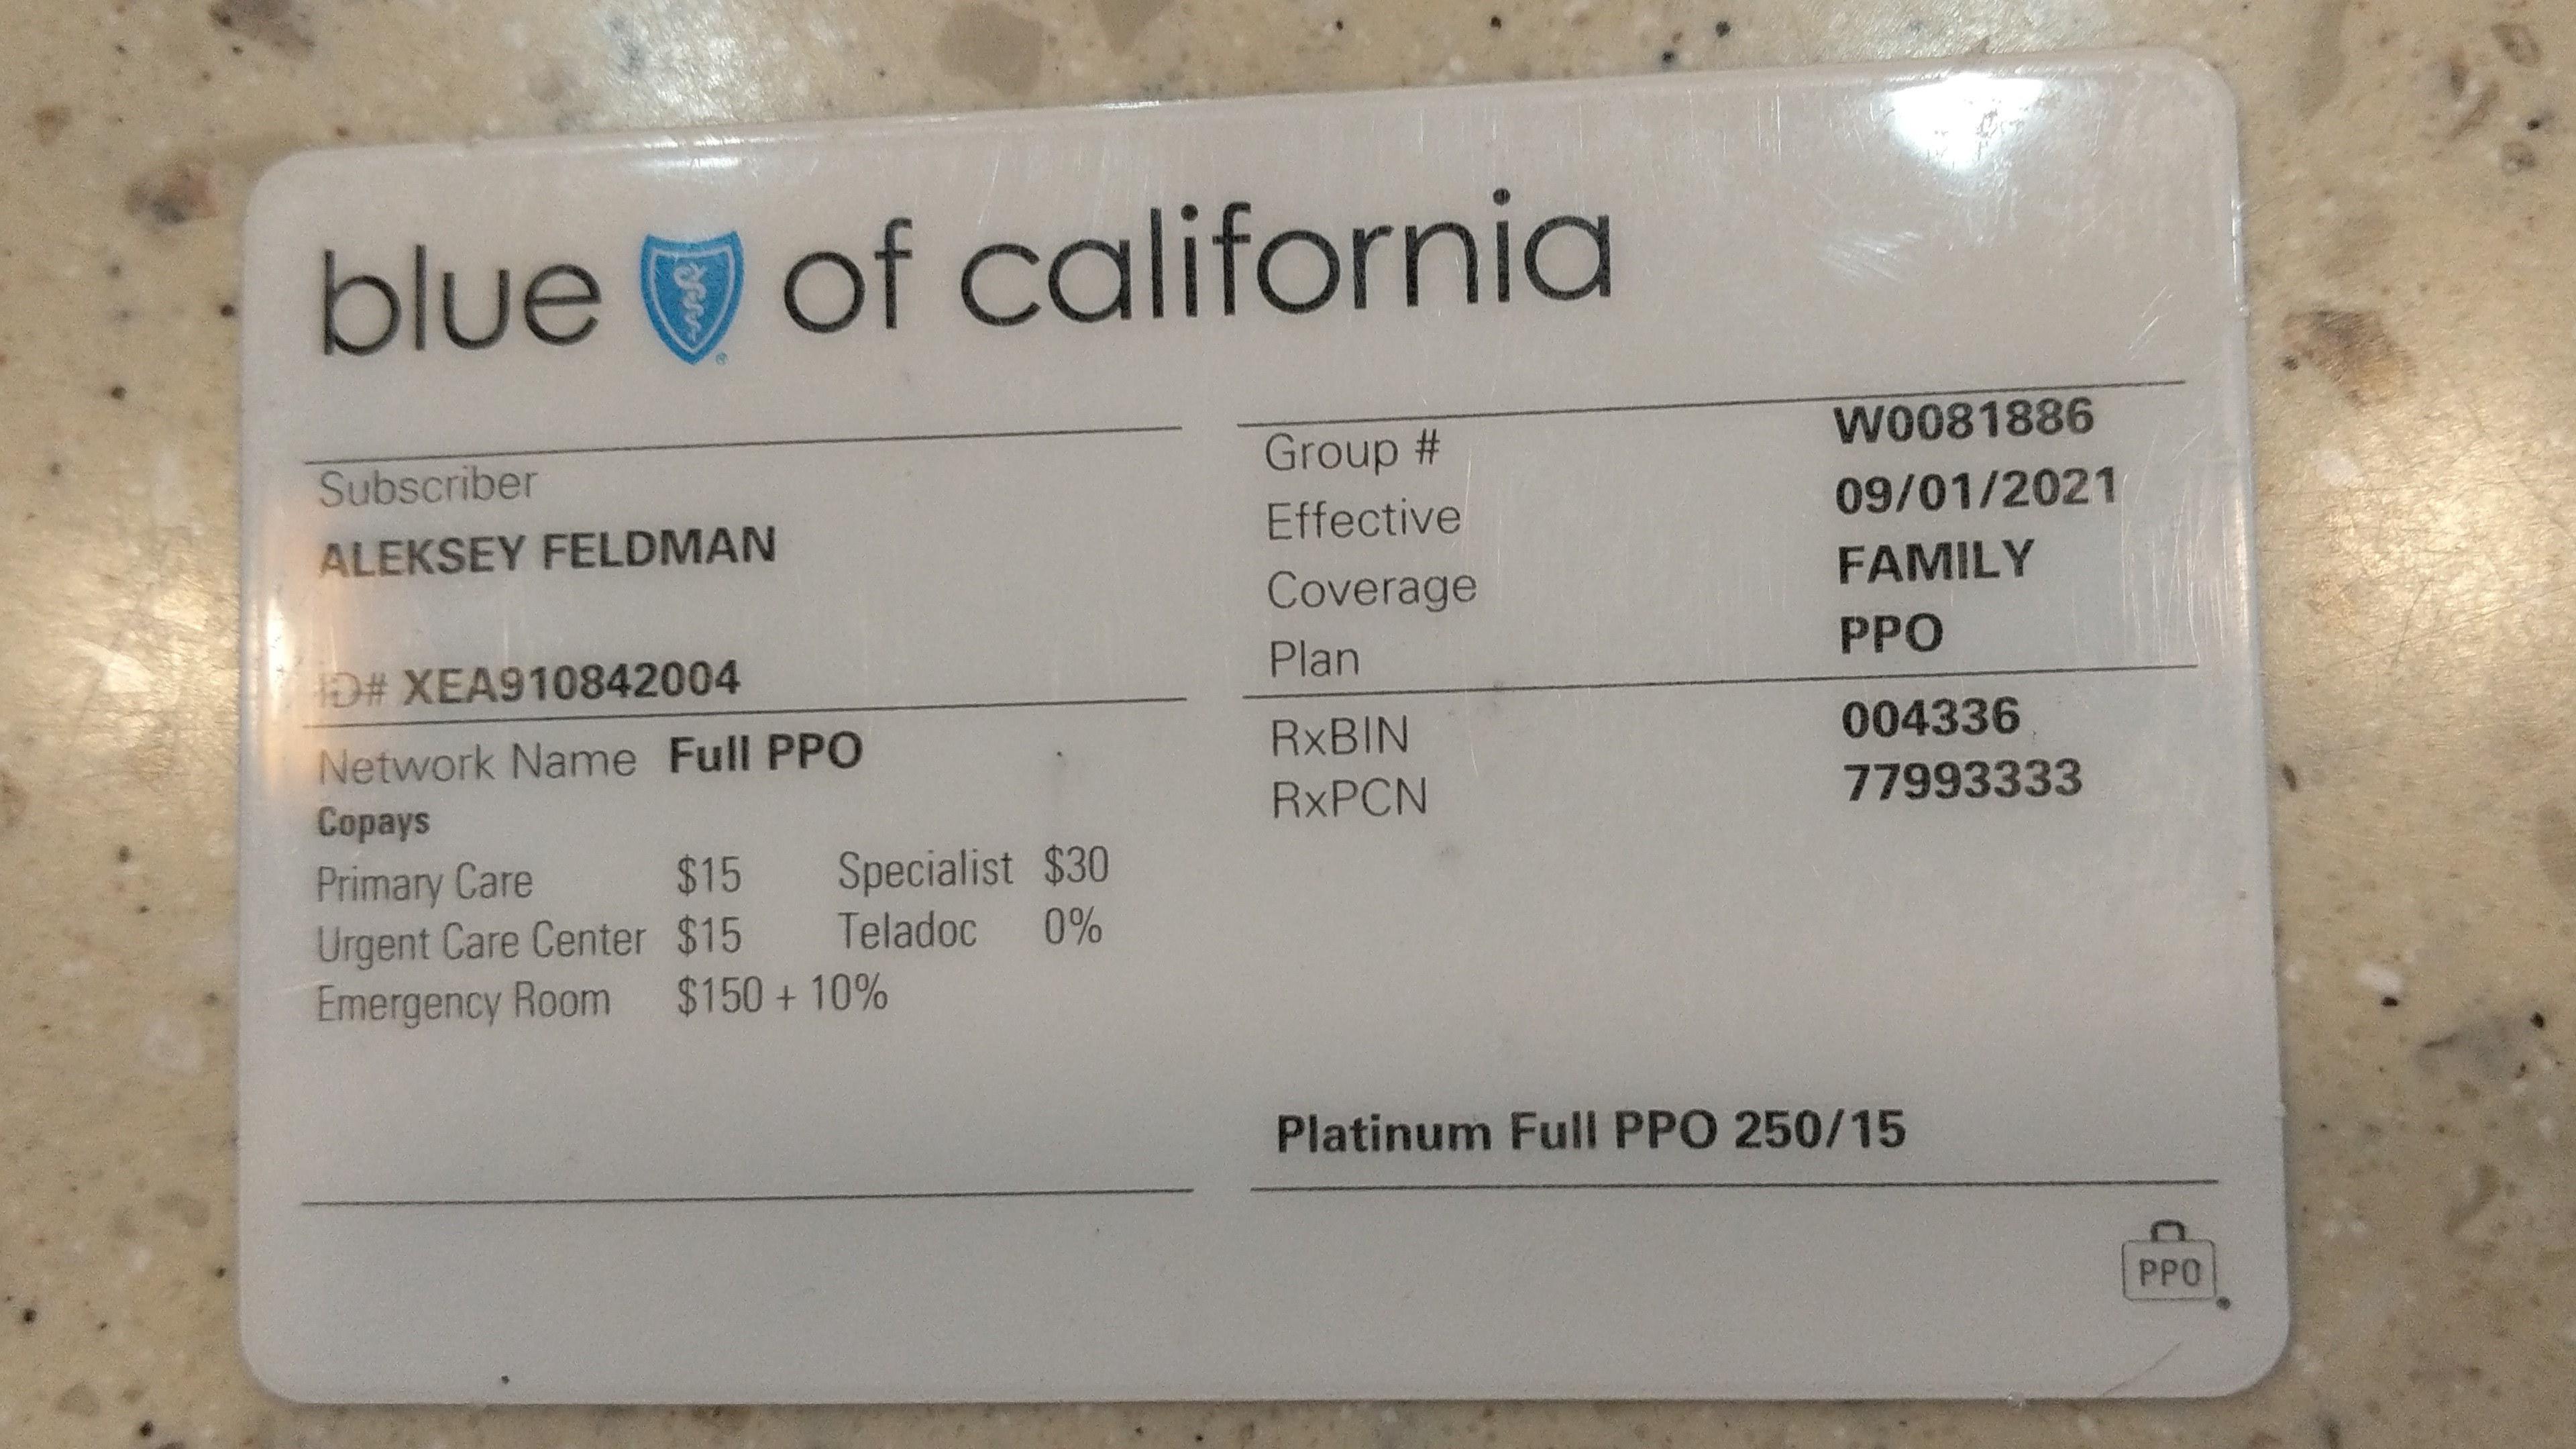 blue of california
Subscriber
ALEKSEY FELDMAN
ID# XEA910842004
Group # W0081886
Effective 09/01/2021
Coverage FAMILY
Plan PPO
Network Name Full PPO
Copays
Primary Care $15 Specialist $30
Urgent Care Center $15 Teladoc 0%
Emergency Room $150 + 10%
RxBIN 004336
RxPCN 77993333
Platinum Full PPO 250/15
PPO